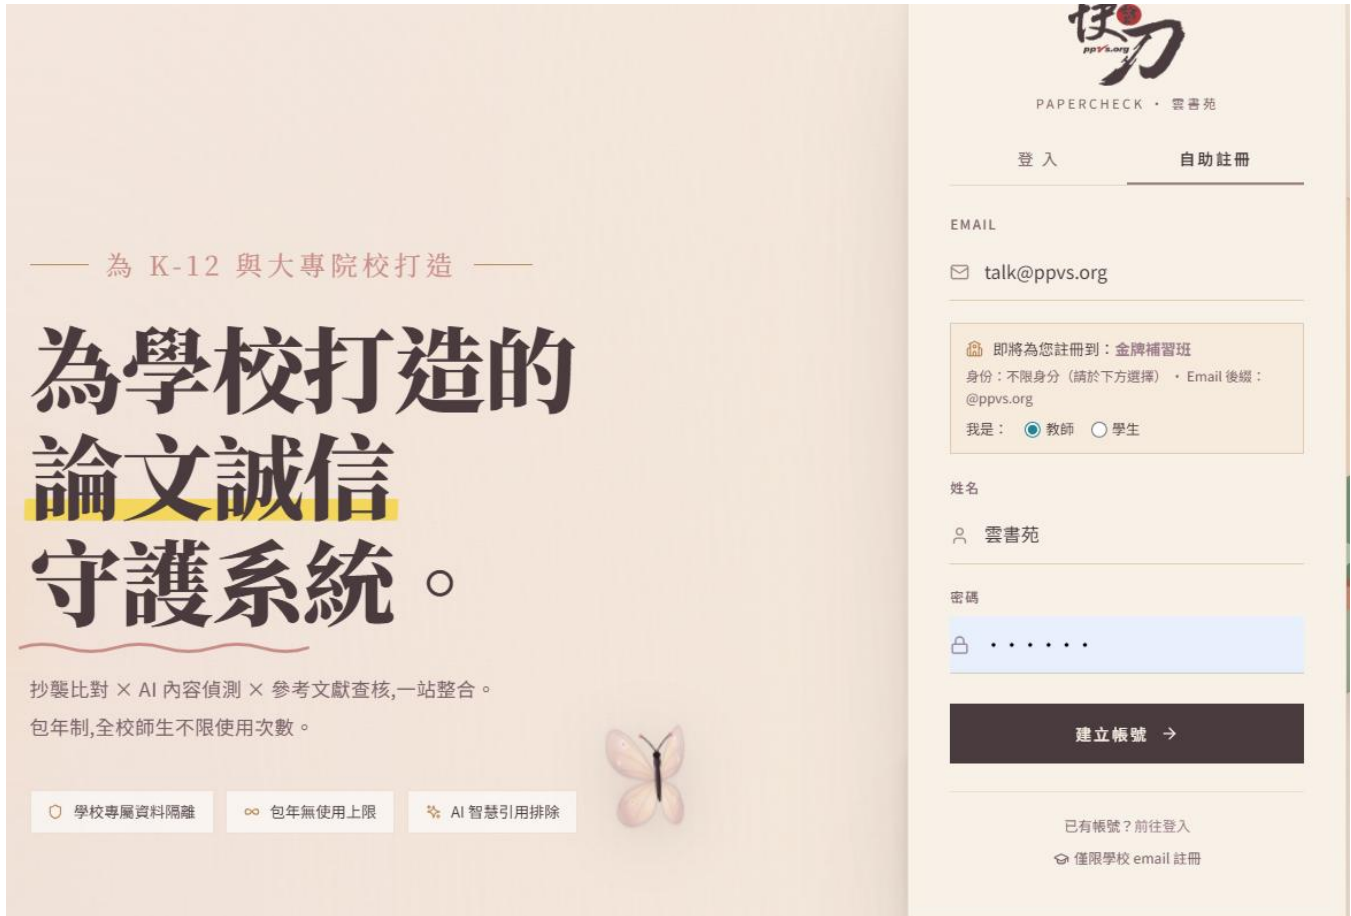 為 K-12 與大專院校打造
為學校打造的
論文誠信
守護系統。
抄襲比對 × AI 內容偵測 × 參考文獻查核,一站整合。
包年制,全校師生不限使用次數。
學校專屬資料隔離
包年無使用上限
AI 智慧引用排除
快刀
ppvs.org
PAPERCHECK · 雲書苑
登 入
自助註冊
EMAIL
talk@ppvs.org
即將為您註冊到：金牌補習班
身份：不限身分（請於下方選擇） · Email 後綴：
@ppvs.org
我是： 教師 學生
姓名
雲書苑
密碼
••••••
建立帳號 →
已有帳號？前往登入
僅限學校 email 註冊